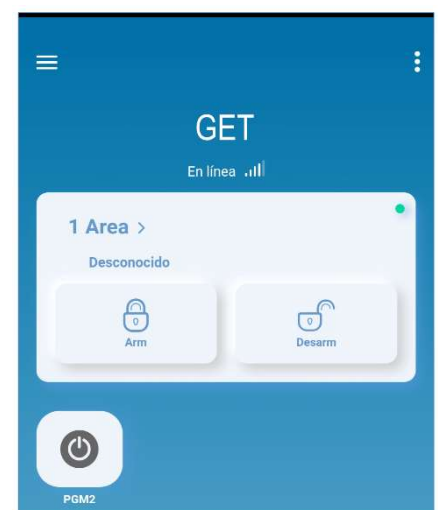 GET
En línea
1 Area >
Desconocido
Arm
Desarm
PGM2